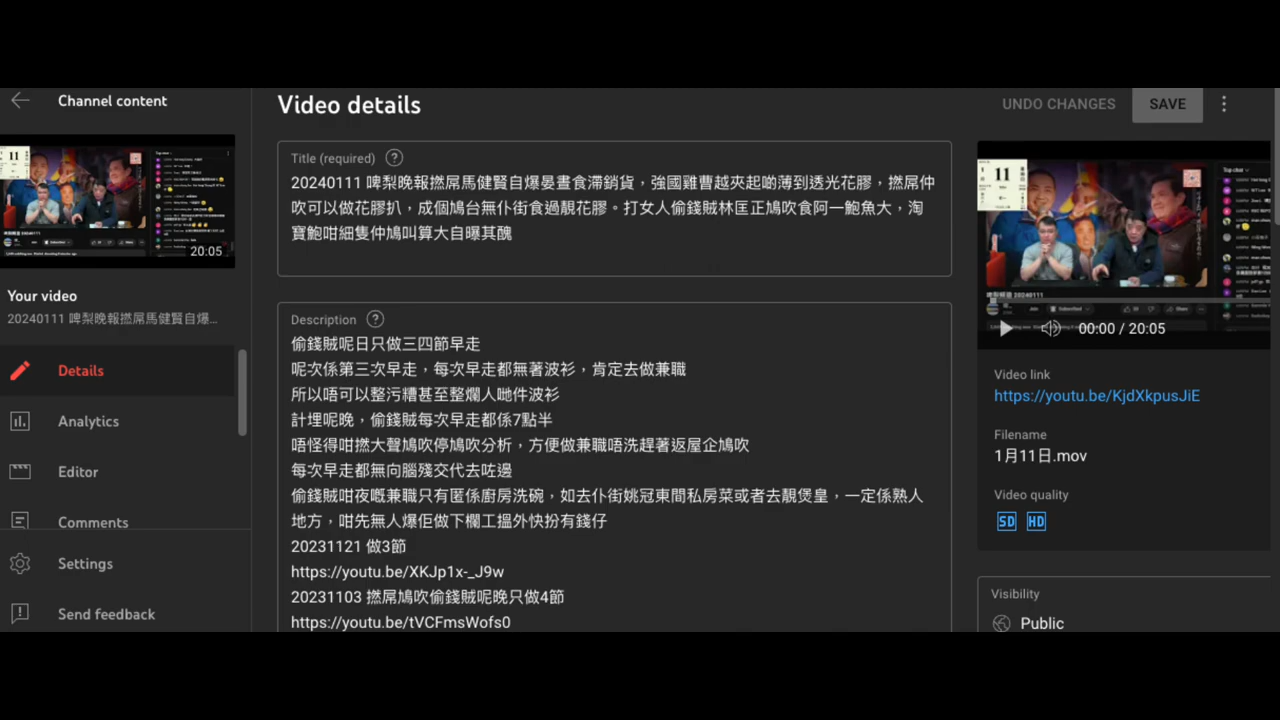 Channel content
20:05
Your video
20240111 啤梨晚報撚屌馬健賢自爆...
Details
Analytics
Editor
Comments
Settings
Send feedback
Video details
UNDO CHANGES
SAVE
Title (required)
20240111 啤梨晚報撚屌馬健賢自爆晏晝食滯銷貨，強國雞曹越夾起啲薄到透光花膠，撚屌仲
吹可以做花膠扒，成個鳩台無仆街食過靚花膠。打女人偷錢賊林匡正鳩吹食阿一鮑魚大，淘
寶鮑咁細隻仲鳩叫算大自曝其醜
Description
偷錢賊呢日只做三四節早走
呢次係第三次早走，每次早走都無著波衫，肯定去做兼職
所以唔可以整污糟甚至整爛人哋件波衫
計埋呢晚，偷錢賊每次早走都係7點半
唔怪得咁撚大聲鳩吹停鳩吹分析，方便做兼職唔洗趕著返屋企鳩吹
每次早走都無向腦殘交代去咗邊
偷錢賊咁夜嘅兼職只有匿係廚房洗碗，如去仆街姚冠東間私房菜或者去靚煲皇，一定係熟人
地方，咁先無人爆佢做下欄工搵外快扮有錢仔
20231121 做3節
https://youtu.be/XKJp1x-_J9w
20231103 撚屌鳩吹偷錢賊呢晚只做4節
https://youtu.be/tVCFmsWofs0
11
Top chat
00:00 / 20:05
Video link
https://youtu.be/KjdXkpusJiE
Filename
1月11日.mov
Video quality
SD HD
Visibility
Public